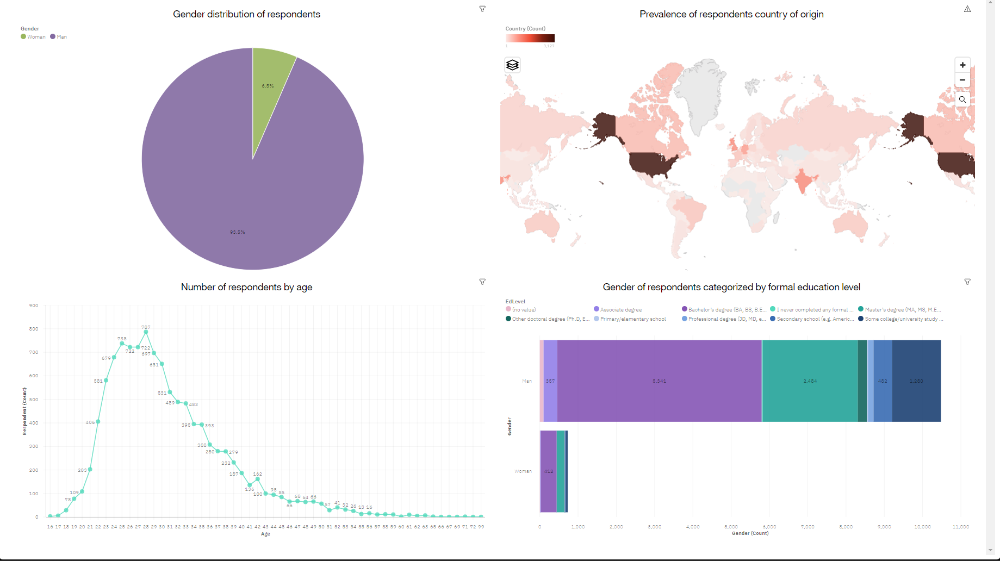 Gender distribution of respondents
Gender
Woman Man
6.5%
93.5%
Prevalence of respondents country of origin
Country (Count)
1 3,127
Number of respondents by age
Respondent (Count)
900
800
700
600
500
400
300
200
100
0
78 109 203 406 581 679 738 722 722 787 697 651 531 489 483 395 393 308 280 279 232 187 136 162 100 95 85 66 68 64 66 57 41 32 26 13 16
16 17 18 19 20 21 22 23 24 25 26 27 28 29 30 31 32 33 34 35 36 37 38 39 40 41 42 43 44 45 46 47 48 49 50 51 52 53 54 55 56 57 58 59 60 61 62 63 65 66 67 69 71 72 99
Age
Gender of respondents categorized by formal education level
EdLevel
(no value) Associate degree Bachelor's degree (BA, BS, B.E... I never completed any formal ... Master's degree (MA, MS, M.E...
Other doctoral degree (Ph.D, E... Primary/elementary school Professional degree (JD, MD, e... Secondary school (e.g. Americ... Some college/university study ...
Gender
Man 357 5,341 2,484 482 1,280
Woman 412
0 1,000 2,000 3,000 4,000 5,000 6,000 7,000 8,000 9,000 10,000 11,000
Gender (Count)